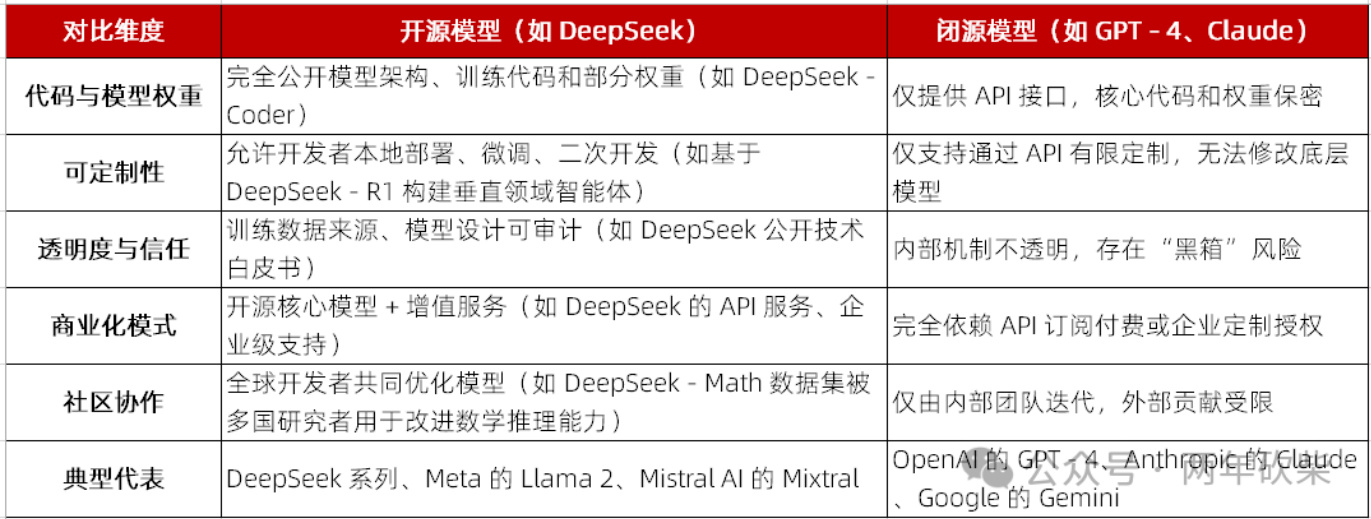 对比维度
开源模型（如 DeepSeek）
闭源模型（如 GPT - 4、Claude）
代码与模型权重
完全公开模型架构、训练代码和部分权重（如 DeepSeek -
Coder）
仅提供 API 接口，核心代码和权重保密
可定制性
允许开发者本地部署、微调、二次开发（如基于
DeepSeek - R1 构建垂直领域智能体）
仅支持通过 API 有限定制，无法修改底层
模型
透明度与信任
训练数据来源、模型设计可审计（如 DeepSeek 公开技术
白皮书）
内部机制不透明，存在“黑箱”风险
商业化模式
开源核心模型 + 增值服务（如 DeepSeek 的 API 服务、企
业级支持）
完全依赖 API 订阅付费或企业定制授权
社区协作
全球开发者共同优化模型（如 DeepSeek - Math 数据集被
多国研究者用于改进数学推理能力）
仅由内部团队迭代，外部贡献受限
典型代表
DeepSeek 系列、Meta 的 Llama 2、Mistral AI 的 Mixtral
OpenAI 的 GPT - 4、Anthropic 的 Claude
、Google 的 Gemini
公众号 · 两年砍柴